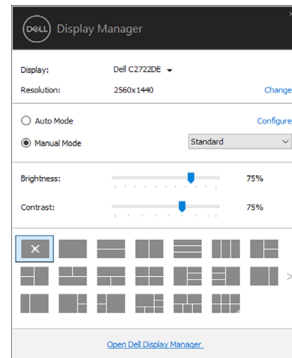 DELL Display Manager
Display: Dell C2722DE
Resolution: 2560x1440 Change
Auto Mode Configure
Manual Mode Standard
Brightness: 75%
Contrast: 75%
Open Dell Display Manager